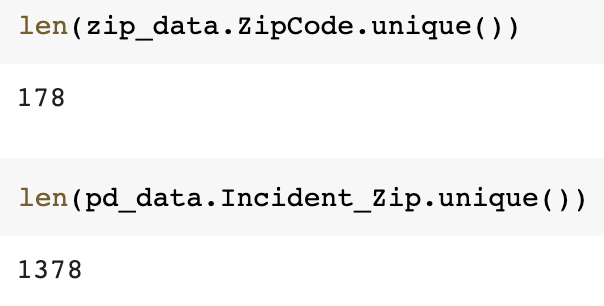 len(zip_data.ZipCode.unique())
178
len(pd_data.Incident_Zip.unique())
1378